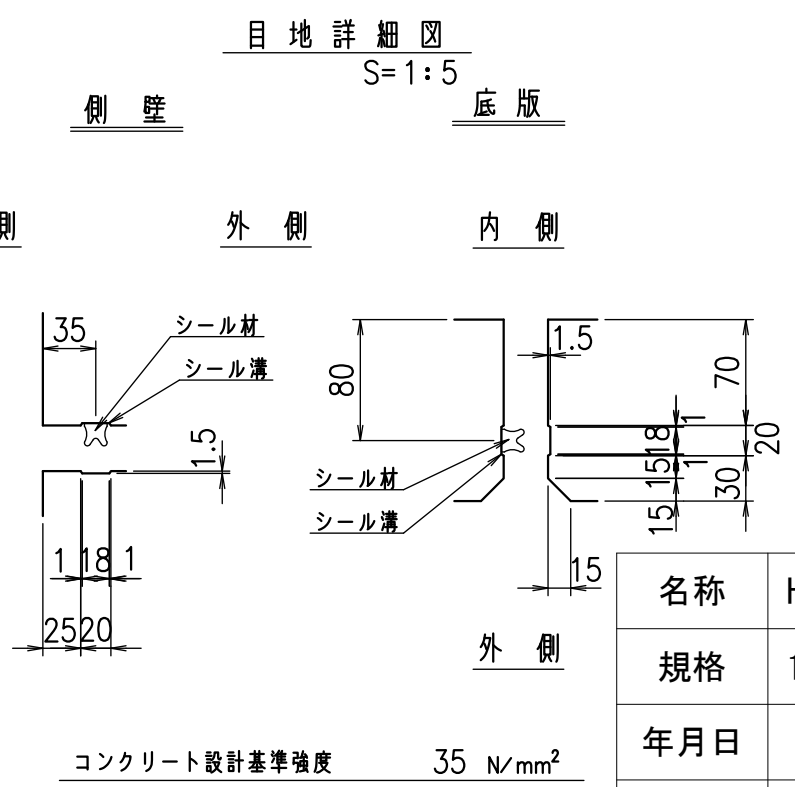 目地詳細図
S=1:5
側壁
底版
側
外側
内側
35
シール材
シール溝
1.5
1 18 1
25 20
80
シール材
シール溝
1.5
70
1
18
20
1
15
30
15
15
外側
名称
規格
年月日
コンクリート設計基準強度 35 N/mm²